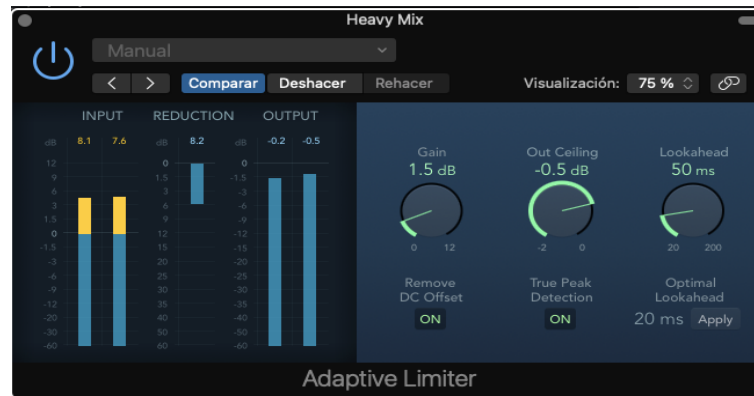 Heavy Mix
Manual
Comparar Deshacer Rehacer Visualización: 75 %
INPUT REDUCTION OUTPUT
dB 8.1 7.6 dB 8.2 dB -0.2 -0.5
12 0 0
9 1.5 -1.5
6 3 -3
3 6 -6
1.5 9 -9
0 12 -12
-1.5 15 -15
-3 20 -20
-6 25 -25
-9 30 -30
-12 35 -35
-20 40 -40
-30 50 -50
-60 60 -60
Gain Out Ceiling Lookahead
1.5 dB -0.5 dB 50 ms
0 12 -2 0 20 200
Remove True Peak Optimal
DC Offset Detection Lookahead
ON ON 20 ms Apply
Adaptive Limiter